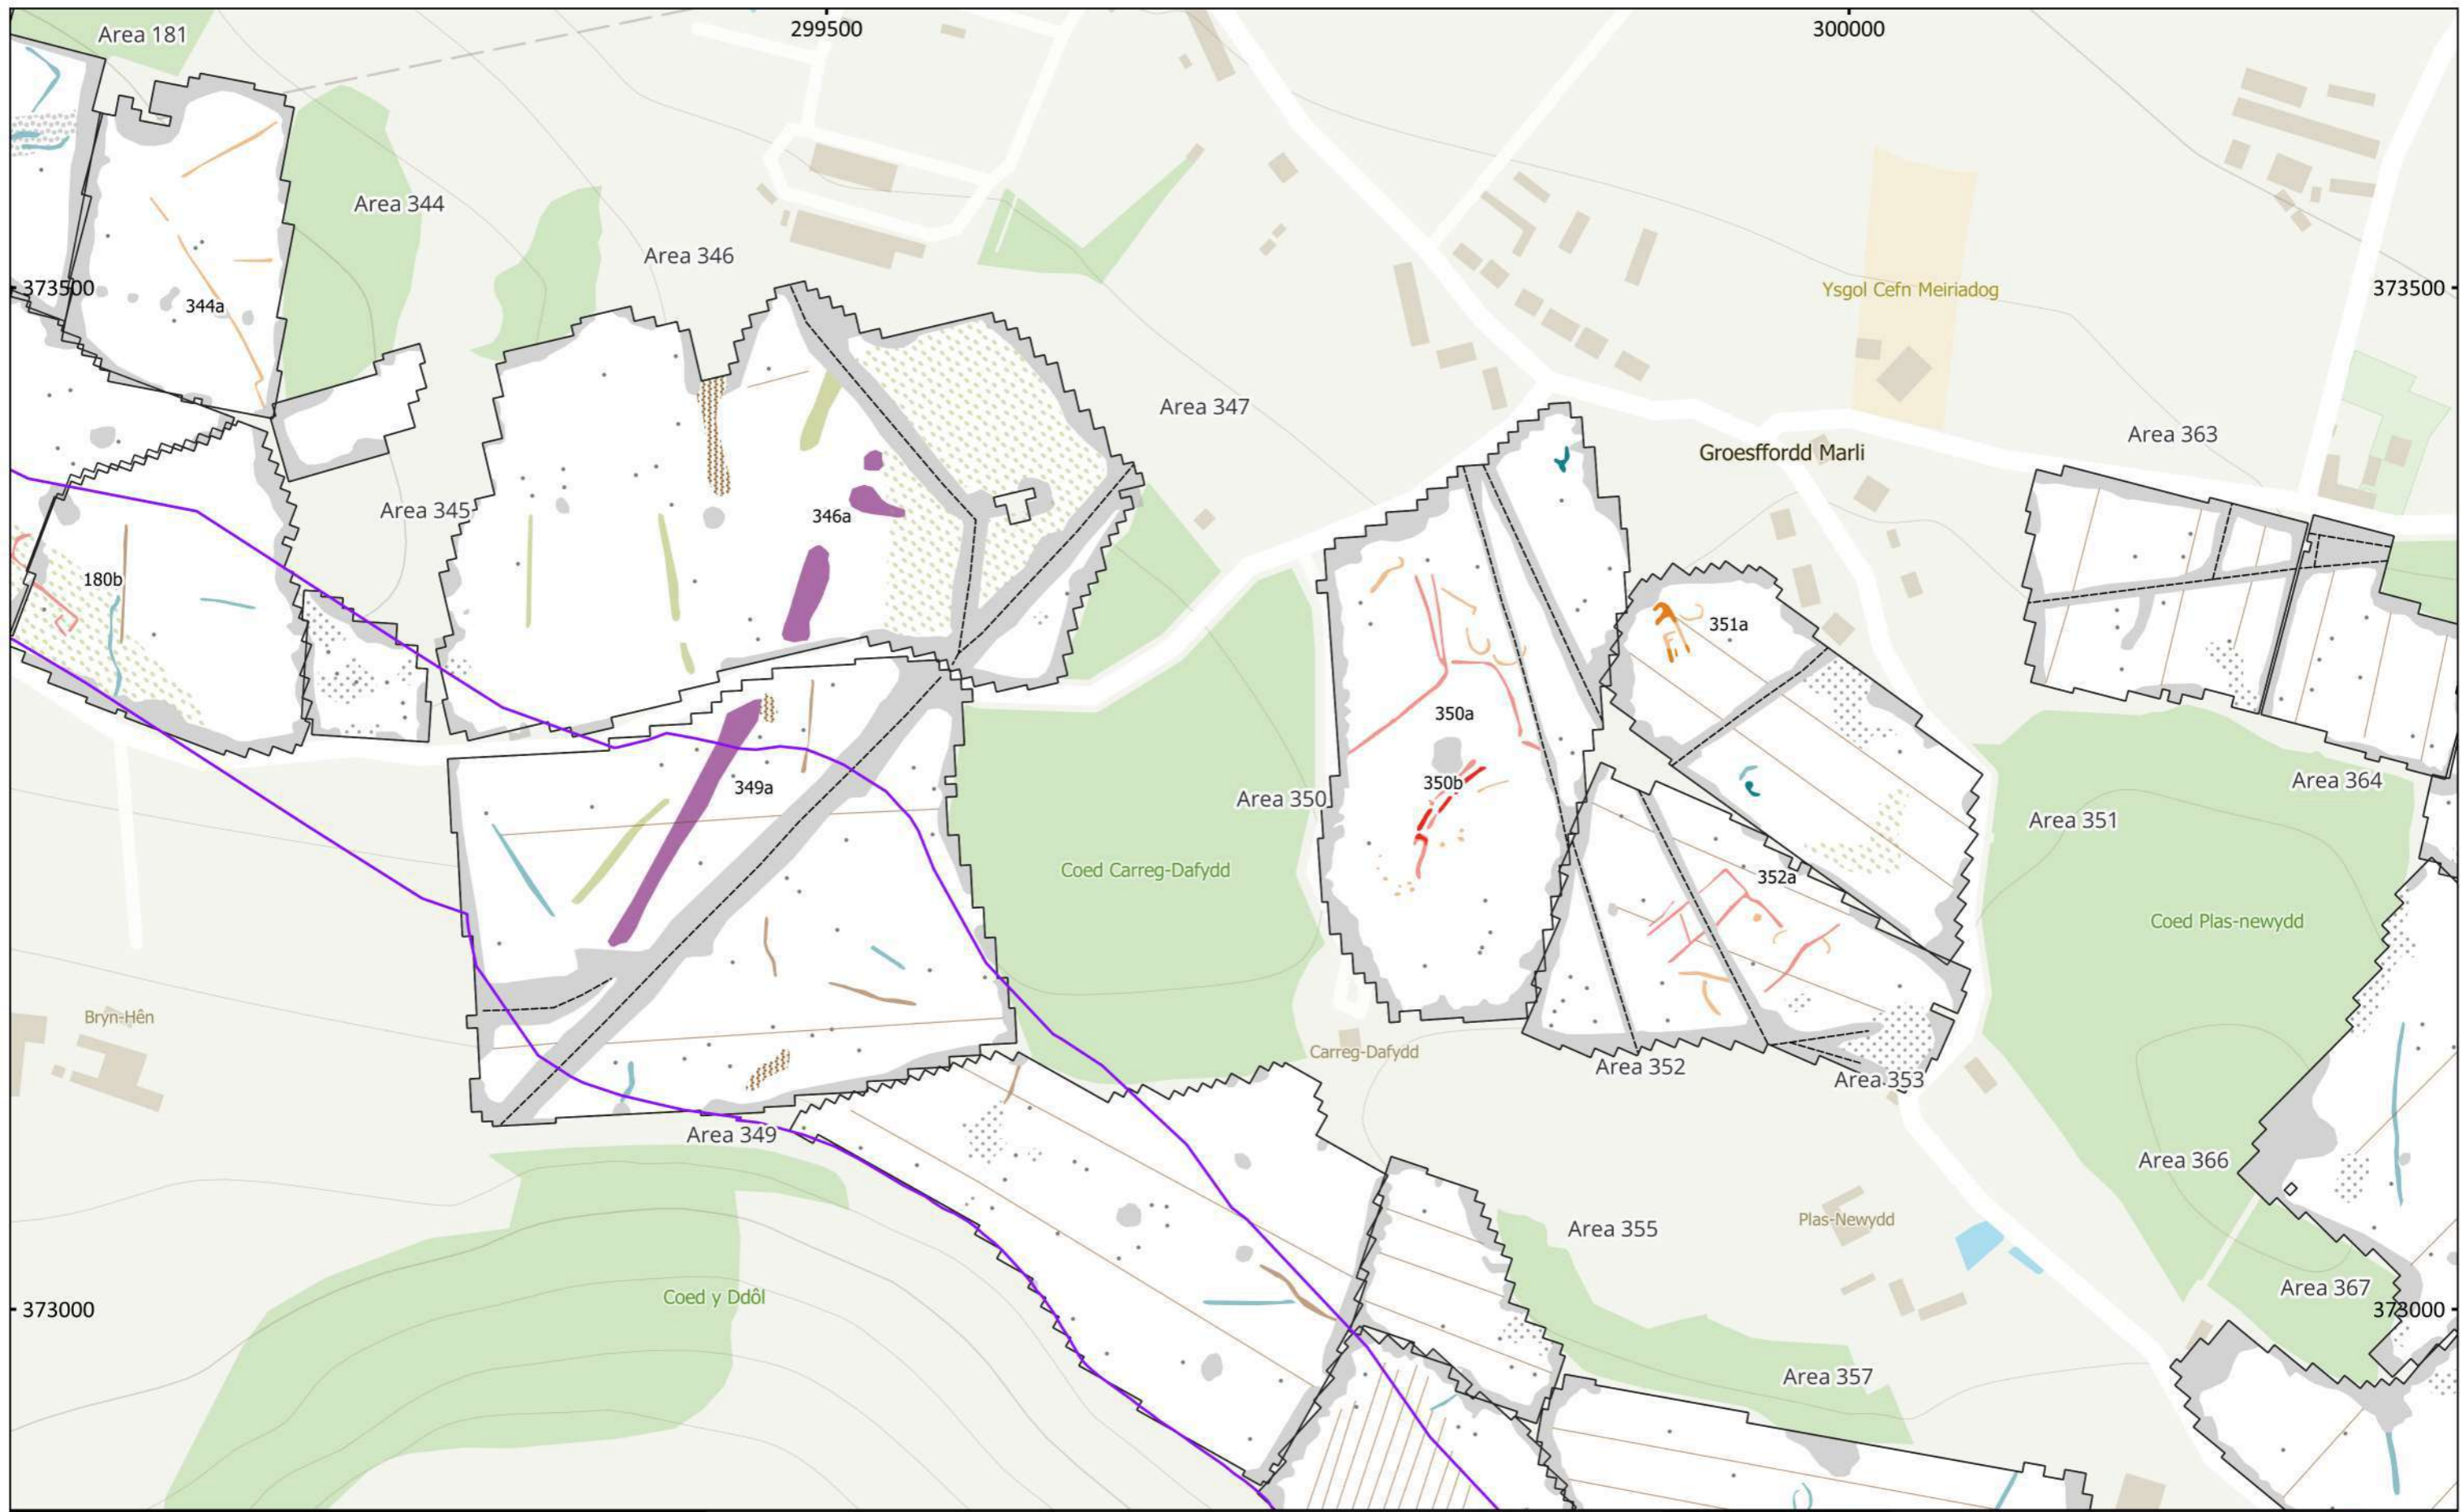 299500
300000
Area 181
Area 344
Area 346
373500
Ysgol Cefn Meiriadog
373500
344a
Area 347
Area 363
Groesffordd Marli
Area 345
346a
180b
351a
350a
Area 364
349a
350b
Area 350
Area 351
Coed Carreg-Dafydd
352a
Coed Plas-newydd
Bryn-Hên
Carreg-Dafydd
Area 352
Area 353
Area 349
Area 366
Plas-Newydd
Area 355
Area 367
Coed y Ddôl
373000
373000
Area 357